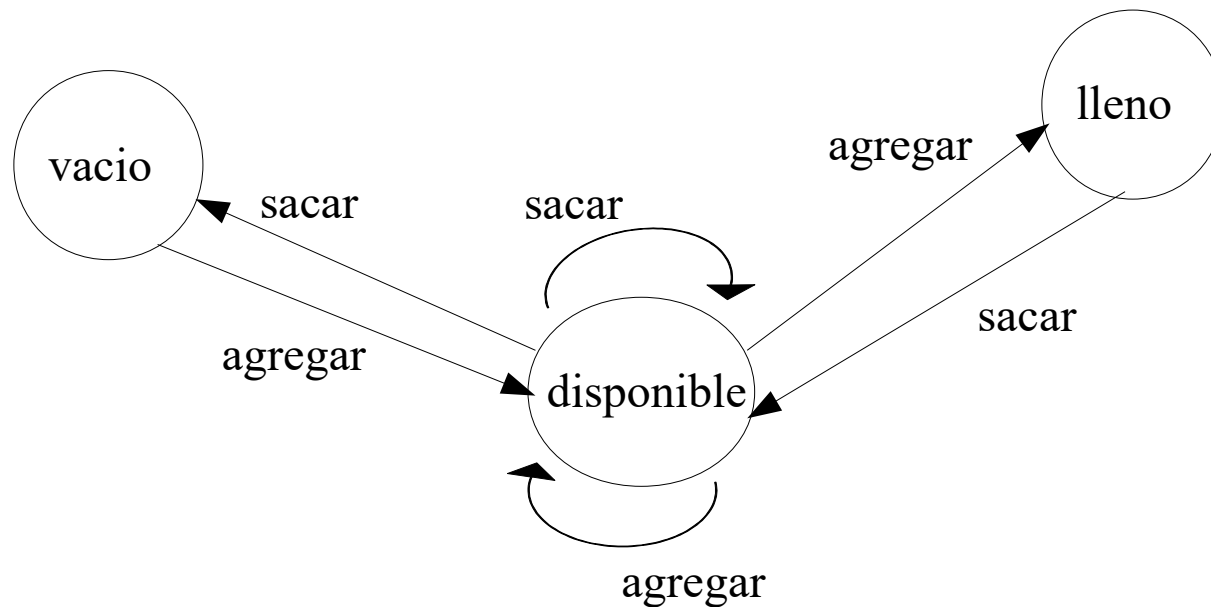 lleno
agregar
vacio
sacar
sacar
sacar
agregar
disponible
agregar